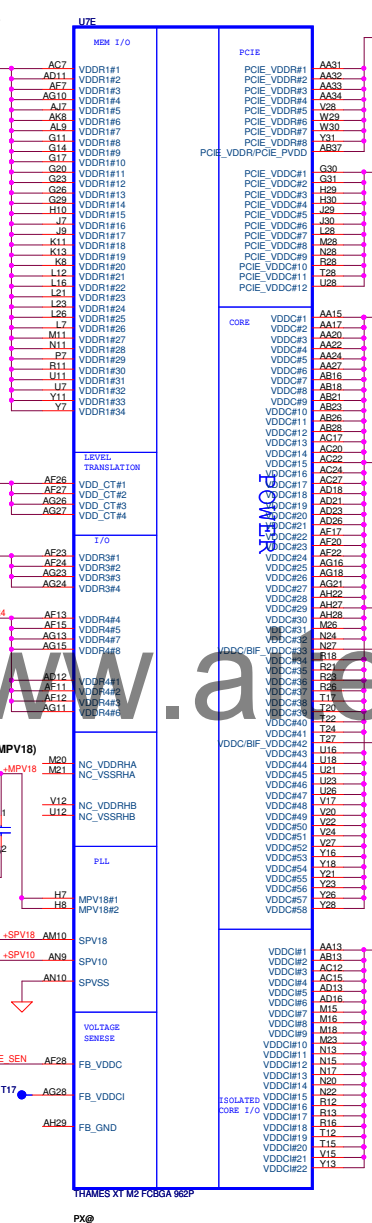 U7E
MEM I/O
AC7 VDDR1#1
AD11 VDDR1#2
AF7 VDDR1#3
AG10 VDDR1#4
AJ7 VDDR1#5
AK8 VDDR1#6
AL9 VDDR1#7
G11 VDDR1#8
G14 VDDR1#9
G17 VDDR1#10
G20 VDDR1#11
G23 VDDR1#12
G26 VDDR1#13
G29 VDDR1#14
H10 VDDR1#15
J7 VDDR1#16
J9 VDDR1#17
K11 VDDR1#18
K13 VDDR1#19
K8 VDDR1#20
L12 VDDR1#21
L16 VDDR1#22
L21 VDDR1#23
L23 VDDR1#24
L26 VDDR1#25
L7 VDDR1#26
M11 VDDR1#27
N11 VDDR1#28
P7 VDDR1#29
R11 VDDR1#30
U11 VDDR1#31
U7 VDDR1#32
Y11 VDDR1#33
Y7 VDDR1#34
LEVEL
TRANSLATION
AF26 VDD_CT#1
AF27 VDD_CT#2
AG26 VDD_CT#3
AG27 VDD_CT#4
I/O
AF23 VDDR3#1
AF24 VDDR3#2
AG23 VDDR3#3
AG24 VDDR3#4
AF13 VDDR4#4
AF15 VDDR4#5
AG13 VDDR4#7
AG15 VDDR4#8
AD12 VDDR4#1
AF11 VDDR4#2
AF12 VDDR4#3
AG11 VDDR4#6
MPV18)
+MPV18
M20 NC_VDDRHA
M21 NC_VSSRHA
V12 NC_VDDRHB
U12 NC_VSSRHB
PLL
H7 MPV18#1
H8 MPV18#2
+SPV18 AM10 SPV18
+SPV10 AN9 SPV10
AN10 SPVSS
VOLTAGE
SENESE
E_SEN AF28 FB_VDDC
T17 AG28 FB_VDDCI
AH29 FB_GND
PCIE
PCIE_VDDR#1 AA31
PCIE_VDDR#2 AA32
PCIE_VDDR#3 AA33
PCIE_VDDR#4 AA34
PCIE_VDDR#5 V28
PCIE_VDDR#6 W29
PCIE_VDDR#7 W30
PCIE_VDDR#8 Y31
PCIE_VDDR/PCIE_PVDD AB37
PCIE_VDDC#1 G30
PCIE_VDDC#2 G31
PCIE_VDDC#3 H29
PCIE_VDDC#4 H30
PCIE_VDDC#5 J29
PCIE_VDDC#6 J30
PCIE_VDDC#7 L28
PCIE_VDDC#8 M28
PCIE_VDDC#9 N28
PCIE_VDDC#10 R28
PCIE_VDDC#11 T28
PCIE_VDDC#12 U28
CORE
VDDC#1 AA15
VDDC#2 AA17
VDDC#3 AA20
VDDC#4 AA22
VDDC#5 AA24
VDDC#6 AA27
VDDC#7 AB16
VDDC#8 AB18
VDDC#9 AB21
VDDC#10 AB23
VDDC#11 AB26
VDDC#12 AB28
VDDC#13 AC17
VDDC#14 AC20
VDDC#15 AC22
VDDC#16 AC24
VDDC#17 AC27
VDDC#18 AD18
VDDC#19 AD21
VDDC#20 AD23
VDDC#21 AD26
VDDC#22 AF17
VDDC#23 AF20
VDDC#24 AF22
VDDC#25 AG16
VDDC#26 AG18
VDDC#27 AG21
VDDC#28 AH22
VDDC#29 AH27
VDDC#30 AH28
VDDC#31 M26
VDDC#32 N24
VDDC/BIF_VDDC#33 N27
VDDC#34 R18
VDDC#35 R21
VDDC#36 R23
VDDC#37 R26
VDDC#38 T17
VDDC#39 T20
VDDC#40 T22
VDDC#41 T24
VDDC/BIF_VDDC#42 T27
VDDC#43 U16
VDDC#44 U18
VDDC#45 U21
VDDC#46 U23
VDDC#47 U26
VDDC#48 V17
VDDC#49 V20
VDDC#50 V22
VDDC#51 V24
VDDC#52 V27
VDDC#53 Y16
VDDC#54 Y18
VDDC#55 Y21
VDDC#56 Y23
VDDC#57 Y26
VDDC#58 Y28
POWER
VDDCI#1 AA13
VDDCI#2 AB13
VDDCI#3 AC12
VDDCI#4 AC15
VDDCI#5 AD13
VDDCI#6 AD16
VDDCI#7 M15
VDDCI#8 M16
VDDCI#9 M18
VDDCI#10 M23
VDDCI#11 N13
VDDCI#12 N15
VDDCI#13 N17
VDDCI#14 N20
VDDCI#15 N22
VDDCI#16 R12
VDDCI#17 R13
VDDCI#18 R16
VDDCI#19 T12
VDDCI#20 T15
VDDCI#21 V15
VDDCI#22 Y13
ISOLATED
CORE I/O
THAMES XT M2 FCBGA 962P
PX@
www.aite